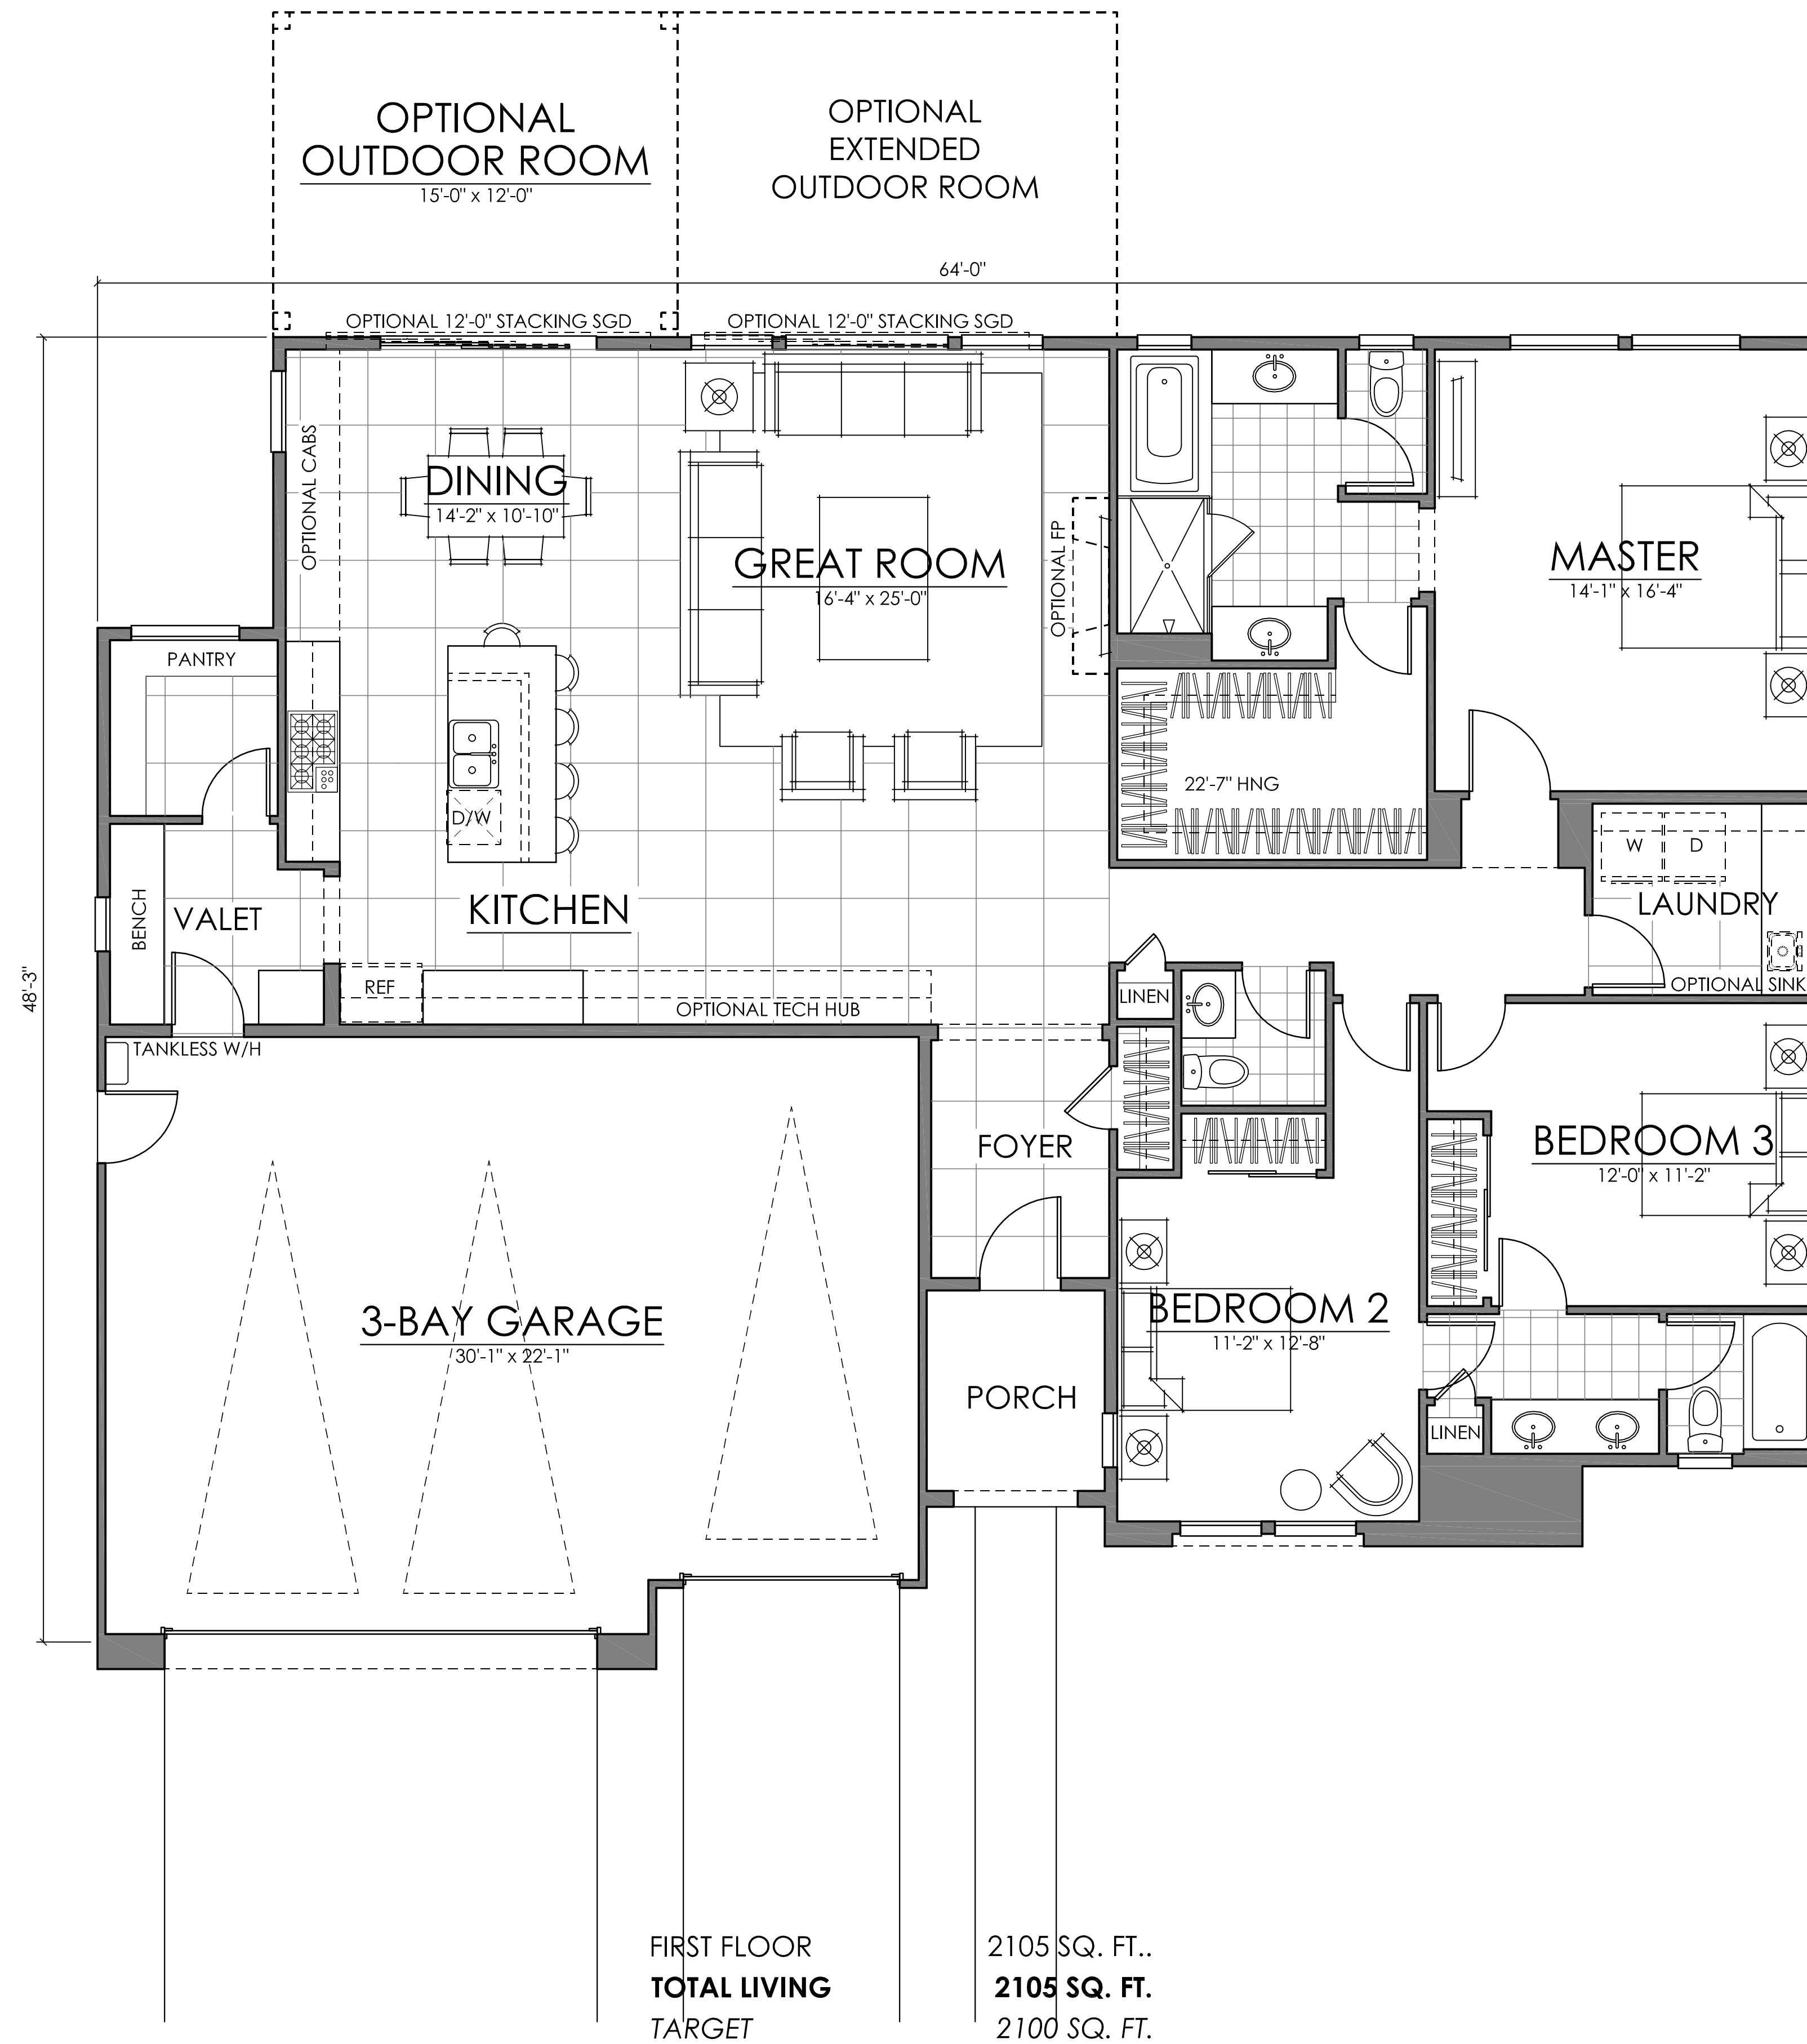 OPTIONAL
OUTDOOR ROOM
15'-0" x 12'-0"
OPTIONAL
EXTENDED
OUTDOOR ROOM
64'-0"
OPTIONAL 12'-0" STACKING SGD
OPTIONAL 12'-0" STACKING SGD
OPTIONAL CABS
DINING
14'-2" x 10'-10"
GREAT ROOM
16'-4" x 25'-0"
OPTIONAL FP
MASTER
14'-1" x 16'-4"
PANTRY
22'-7" HNG
D/W
W
D
BENCH
VALET
KITCHEN
LAUNDRY
48'-3"
REF
OPTIONAL TECH HUB
LINEN
OPTIONAL SINK
TANKLESS W/H
FOYER
BEDROOM 3
12'-0" x 11'-2"
3-BAY GARAGE
30'-1" x 22'-1"
BEDROOM 2
11'-2" x 12'-8"
PORCH
LINEN
FIRST FLOOR 2105 SQ. FT..
TOTAL LIVING 2105 SQ. FT.
TARGET 2100 SQ. FT.